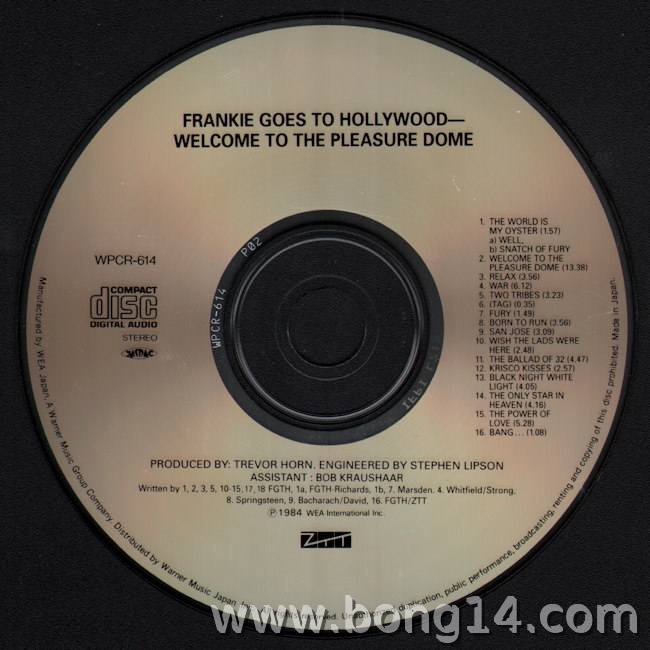 FRANKIE GOES TO HOLLYWOOD—
WELCOME TO THE PLEASURE DOME
WPCR-614
COMPACT
disc
DIGITAL AUDIO
STEREO
JASRAC
P02
WPCR-614
1. THE WORLD IS
MY OYSTER (1.57)
a) WELL,
b) SNATCH OF FURY
2. WELCOME TO THE
PLEASURE DOME (13.38)
3. RELAX (3.56)
4. WAR (6.12)
5. TWO TRIBES (3.23)
6. (TAG) (0.35)
7. FURY (1.49)
8. BORN TO RUN (3.56)
9. SAN JOSE (3.09)
10. WISH THE LADS WERE
HERE (2.48)
11. THE BALLAD OF 32 (4.47)
12. KRISCO KISSES (2.57)
13. BLACK NIGHT WHITE
LIGHT (4.05)
14. THE ONLY STAR IN
HEAVEN (4.16)
15. THE POWER OF
LOVE (5.28)
16. BANG... (1.08)
PRODUCED BY: TREVOR HORN. ENGINEERED BY STEPHEN LIPSON
ASSISTANT : BOB KRAUSHAAR
Written by 1, 2, 3, 5, 10-15, 17, 18 FGTH, 1a, FGTH-Richards, 1b, 7. Marsden. 4. Whitfield/Strong,
8. Springsteen, 9. Bacharach/David, 16. FGTH/ZTT
Ⓟ1984 WEA International Inc.
ZTT
Manufactured by WEA Japan, A Warner Music Group Company. Distributed by Warner Music Japan, Inc. rights reserved. Unauthorized duplication, public performance, broadcasting, renting and copying of this disc prohibited. Made in Japan.
www.bong14.com